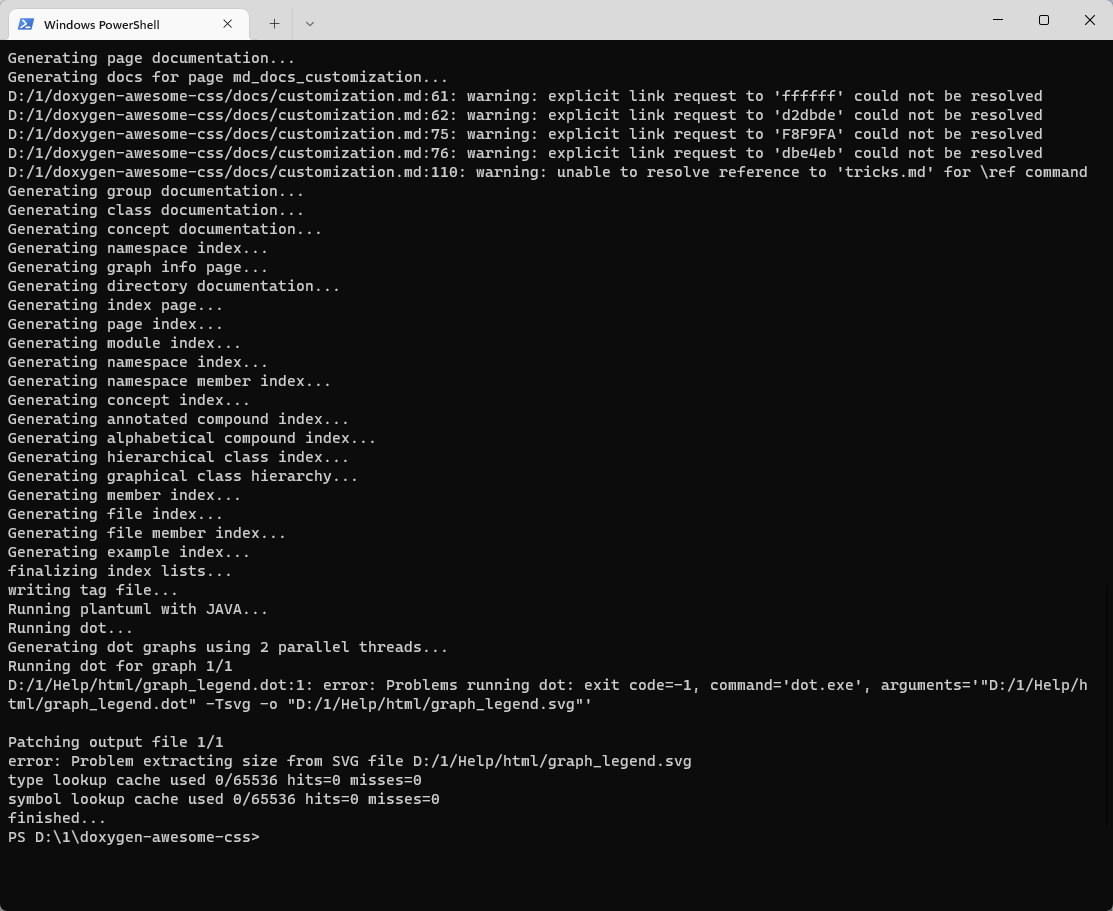 Windows PowerShell
Generating page documentation...
Generating docs for page md_docs_customization...
D:/1/doxygen-awesome-css/docs/customization.md:61: warning: explicit link request to 'ffffff' could not be resolved
D:/1/doxygen-awesome-css/docs/customization.md:62: warning: explicit link request to 'd2dbde' could not be resolved
D:/1/doxygen-awesome-css/docs/customization.md:75: warning: explicit link request to 'F8F9FA' could not be resolved
D:/1/doxygen-awesome-css/docs/customization.md:76: warning: explicit link request to 'dbe4eb' could not be resolved
D:/1/doxygen-awesome-css/docs/customization.md:110: warning: unable to resolve reference to 'tricks.md' for \ref command
Generating group documentation...
Generating class documentation...
Generating concept documentation...
Generating namespace index...
Generating graph info page...
Generating directory documentation...
Generating index page...
Generating page index...
Generating module index...
Generating namespace index...
Generating namespace member index...
Generating concept index...
Generating annotated compound index...
Generating alphabetical compound index...
Generating hierarchical class index...
Generating graphical class hierarchy...
Generating member index...
Generating file index...
Generating file member index...
Generating example index...
finalizing index lists...
writing tag file...
Running plantuml with JAVA...
Running dot...
Generating dot graphs using 2 parallel threads...
Running dot for graph 1/1
D:/1/Help/html/graph_legend.dot:1: error: Problems running dot: exit code=-1, command='dot.exe', arguments='"D:/1/Help/h
tml/graph_legend.dot" -Tsvg -o "D:/1/Help/html/graph_legend.svg"'
Patching output file 1/1
error: Problem extracting size from SVG file D:/1/Help/html/graph_legend.svg
type lookup cache used 0/65536 hits=0 misses=0
symbol lookup cache used 0/65536 hits=0 misses=0
finished...
PS D:\1\doxygen-awesome-css>